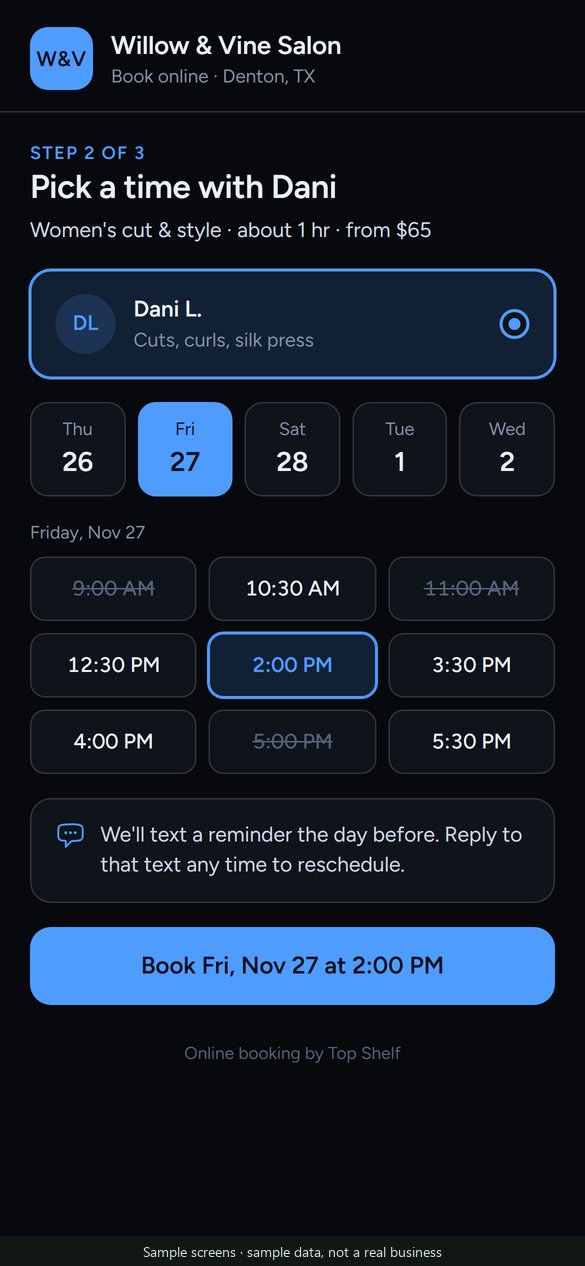 W&V
Willow & Vine Salon
Book online · Denton, TX
STEP 2 OF 3
Pick a time with Dani
Women's cut & style · about 1 hr · from $65
DL
Dani L.
Cuts, curls, silk press
Thu Fri Sat Tue Wed
26 27 28 1 2
Friday, Nov 27
9:00 AM 10:30 AM 11:00 AM
12:30 PM 2:00 PM 3:30 PM
4:00 PM 5:00 PM 5:30 PM
We'll text a reminder the day before. Reply to
that text any time to reschedule.
Book Fri, Nov 27 at 2:00 PM
Online booking by Top Shelf
Sample screens · sample data, not a real business